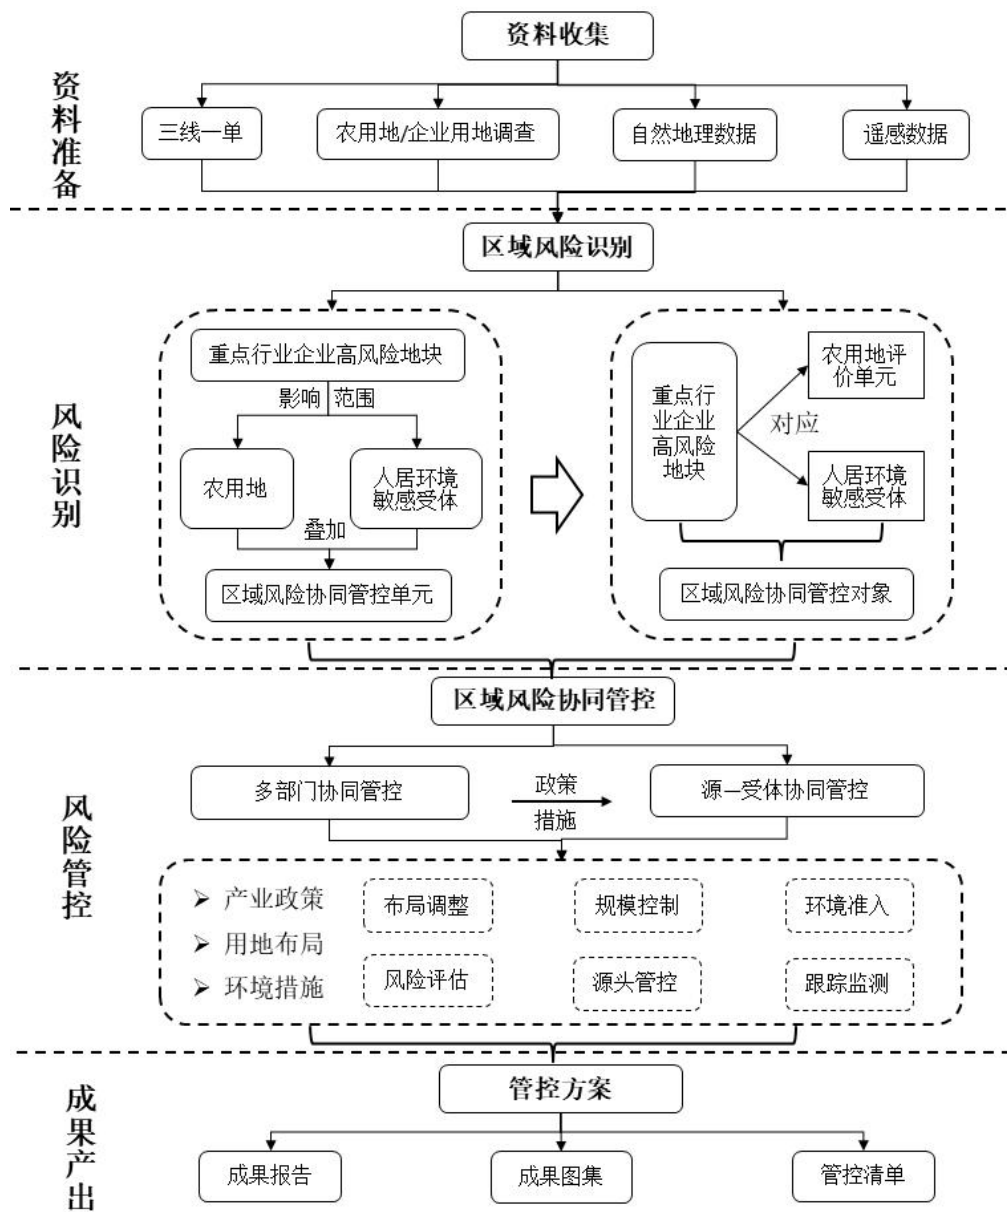 资料收集
资料准备
三线一单
农用地/企业用地调查
自然地理数据
遥感数据
区域风险识别
风险识别
重点行业企业高风险地块
影响 范围
农用地
人居环境
敏感受体
叠加
区域风险协同管控单元
重点行
业企业
高风险
地块
对应
农用地评
价单元
人居环境
敏感受体
区域风险协同管控对象
区域风险协同管控
风险管控
多部门协同管控
政策
措施
源—受体协同管控
➢ 产业政策
➢ 用地布局
➢ 环境措施
布局调整
规模控制
环境准入
风险评估
源头管控
跟踪监测
管控方案
成果产出
成果报告
成果图集
管控清单